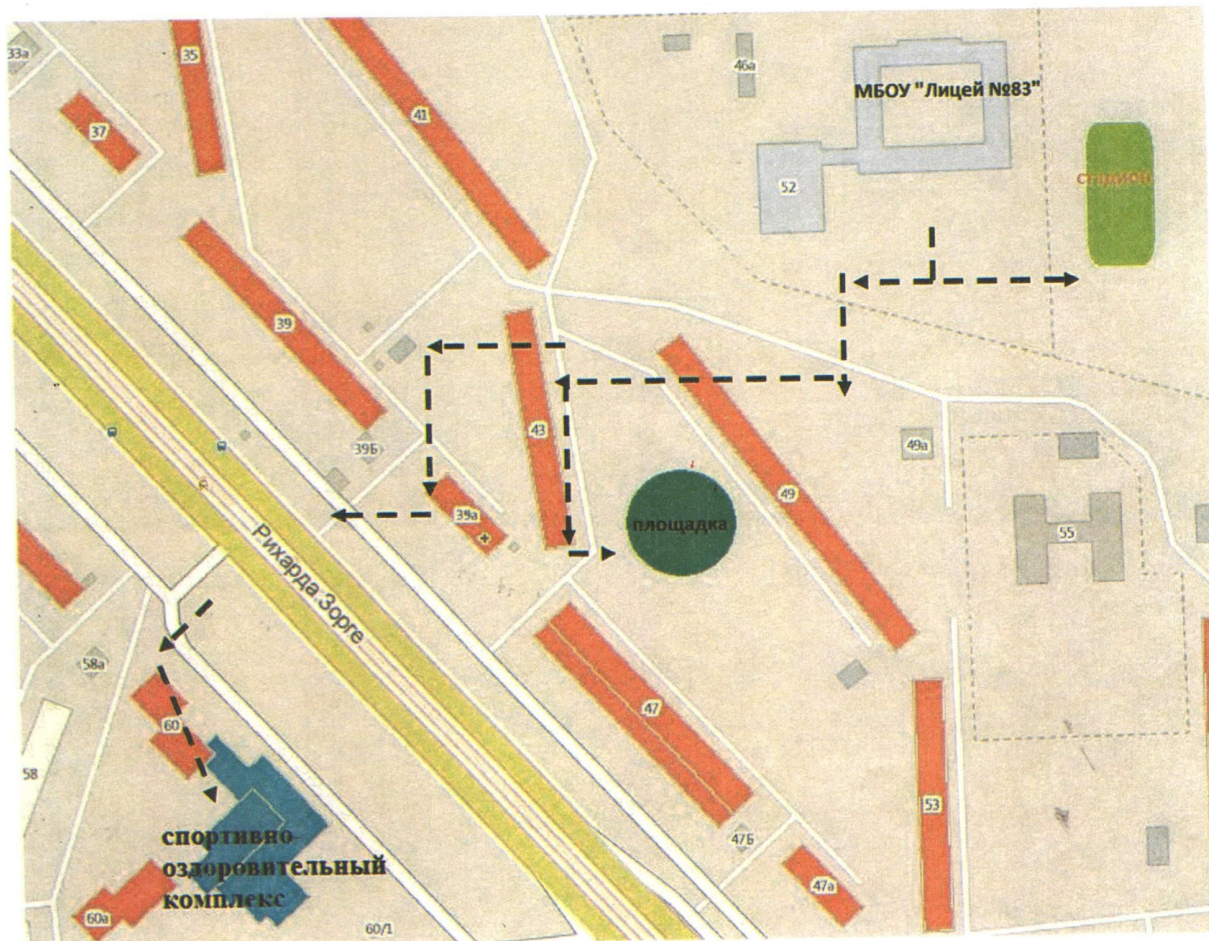 33а
35
37
41
46а
МБОУ "Лицей №83"
52
стадион
39
43
39Б
39а
49а
49
площадка
55
Рихарда Зорге
58а
60
47
58
53
47Б
спортивно
оздоровительный
комплекс
47а
60а
60/1